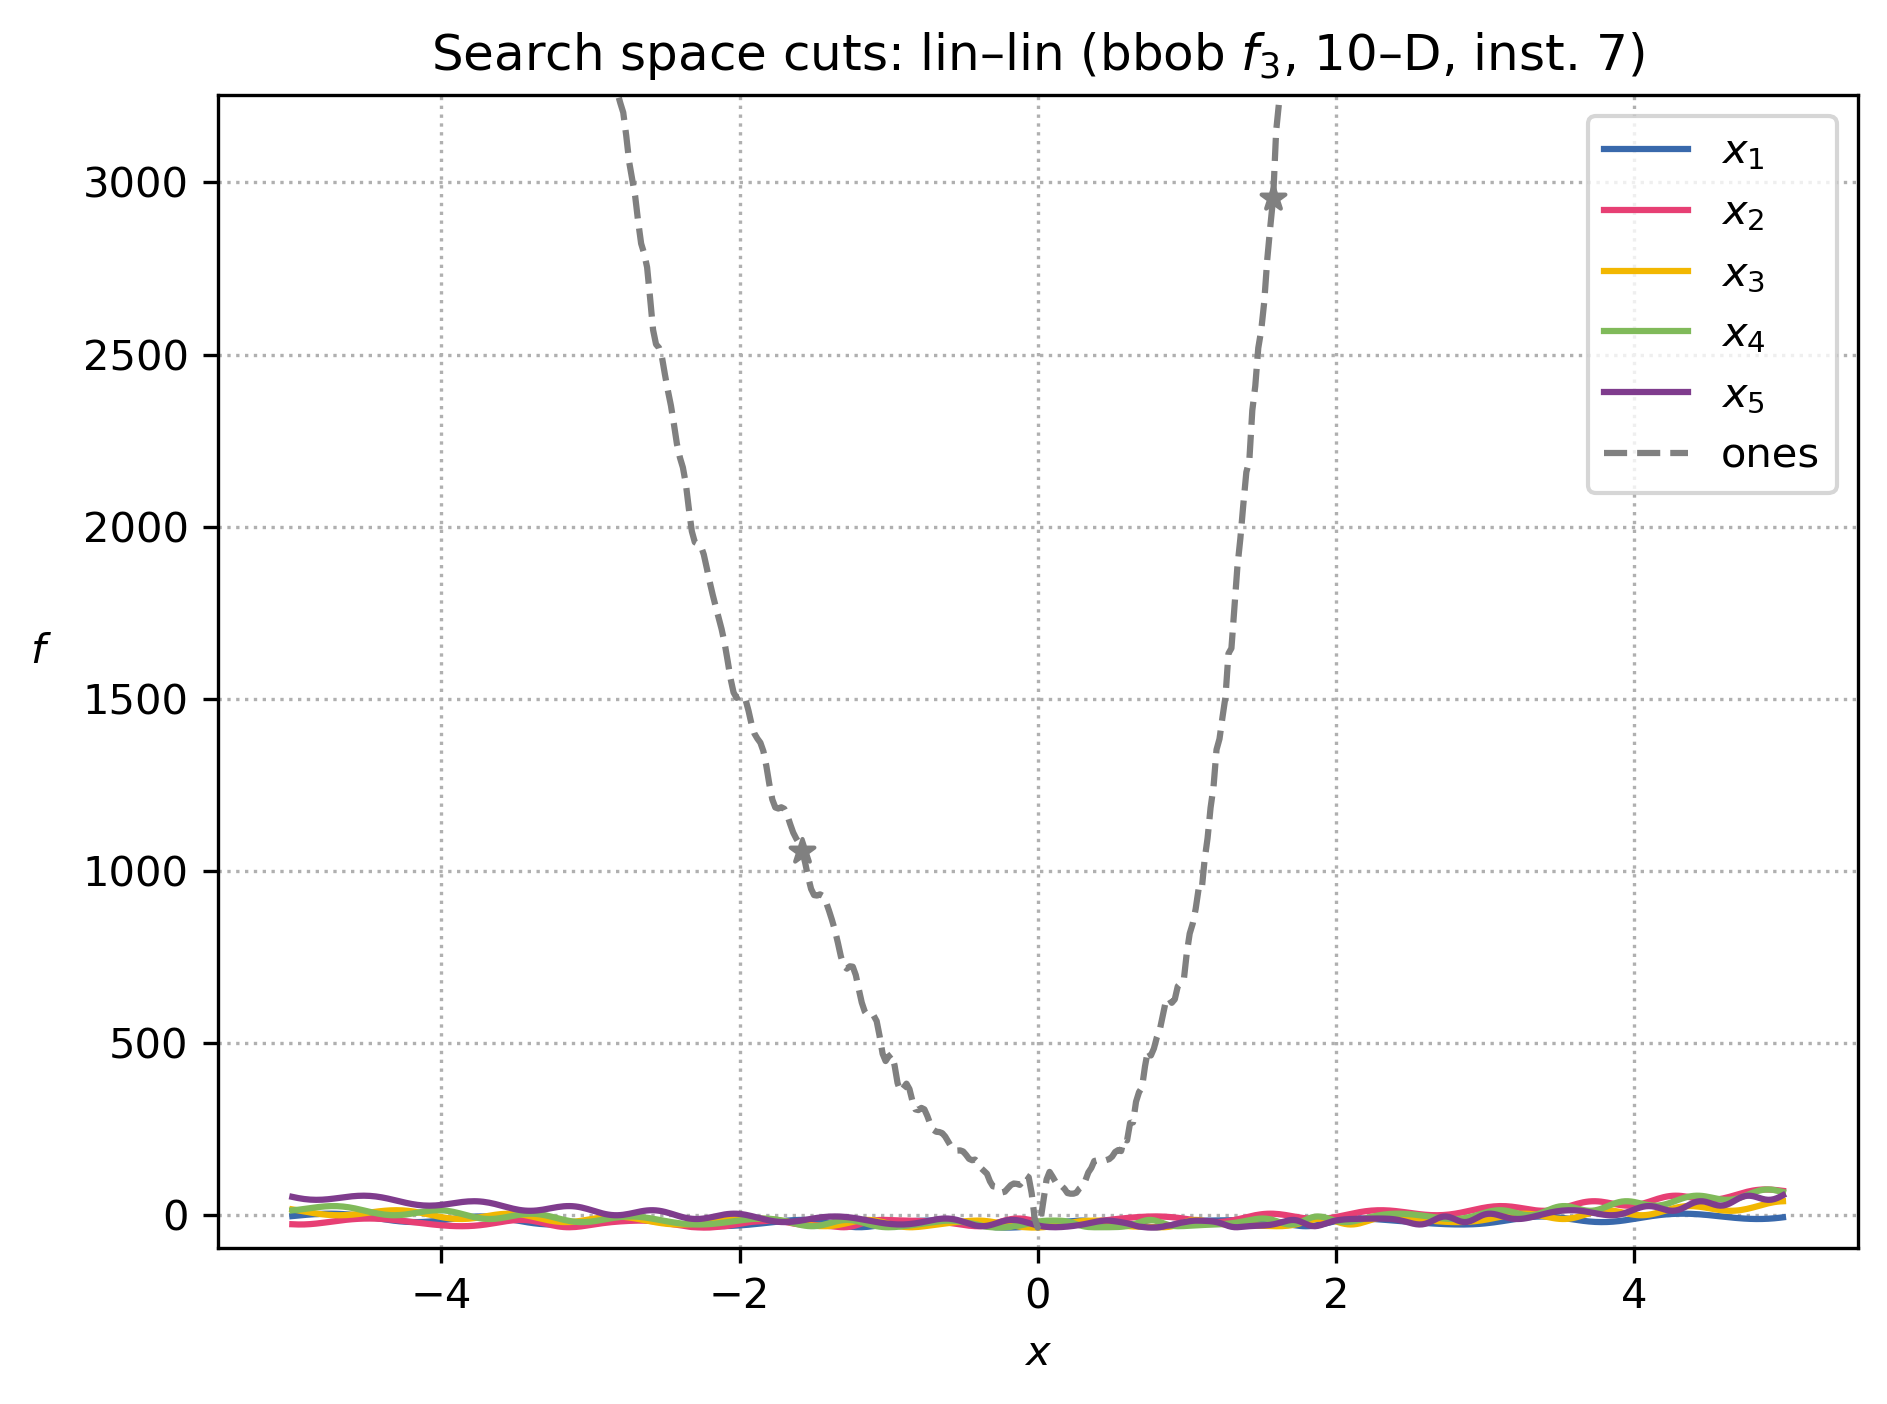 Search space cuts: lin–lin (bbob f₃, 10–D, inst. 7)
3000
2500
2000
1500
1000
500
0
f
x₁
x₂
x₃
x₄
x₅
ones
−4 −2 0 2 4
x